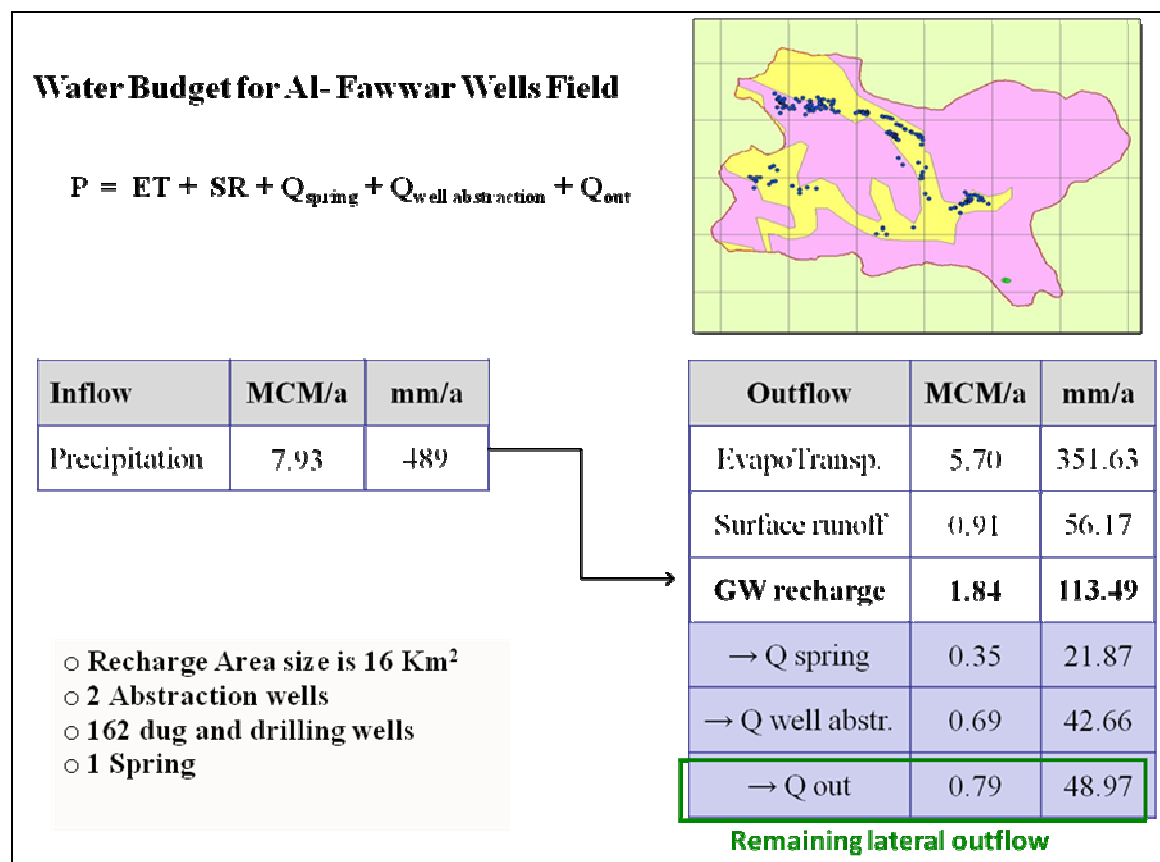 Water Budget for Al- Fawwar Wells Field
P = ET + SR + Qspring + Qwell abstraction + Qout
Inflow MCM/a mm/a
Precipitation 7.93 489
Outflow MCM/a mm/a
EvapoTransp. 5.70 351.63
Surface runoff 0.91 56.17
GW recharge 1.84 113.49
→ Q spring 0.35 21.87
→ Q well abstr. 0.69 42.66
→ Q out 0.79 48.97
Remaining lateral outflow
○ Recharge Area size is 16 Km²
○ 2 Abstraction wells
○ 162 dug and drilling wells
○ 1 Spring